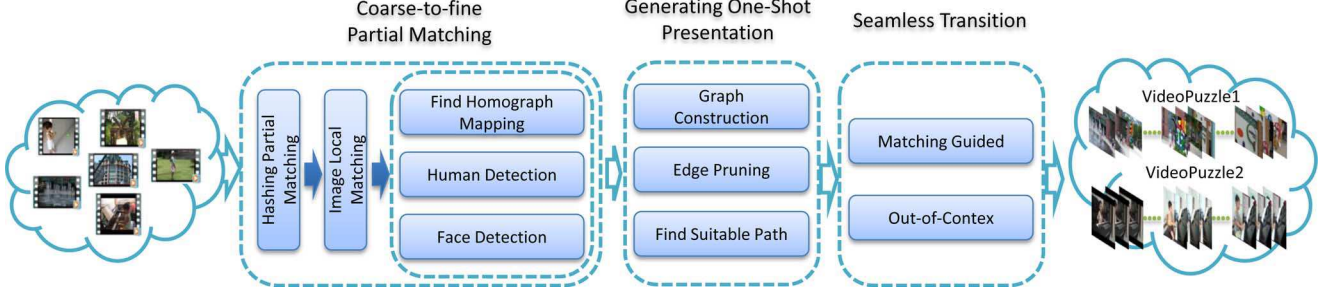 Coarse-to-fine
Partial Matching
Generating One-Shot
Presentation
Seamless Transition
Hashing Partial
Matching
Image Local
Matching
Find Homograph
Mapping
Human Detection
Face Detection
Graph
Construction
Edge Pruning
Find Suitable Path
Matching Guided
Out-of-Contex
VideoPuzzle1
VideoPuzzle2